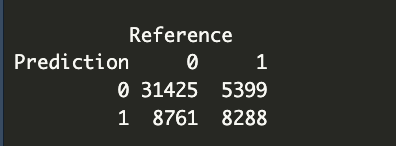 Reference
Prediction 0 1
0 31425 5399
1 8761 8288